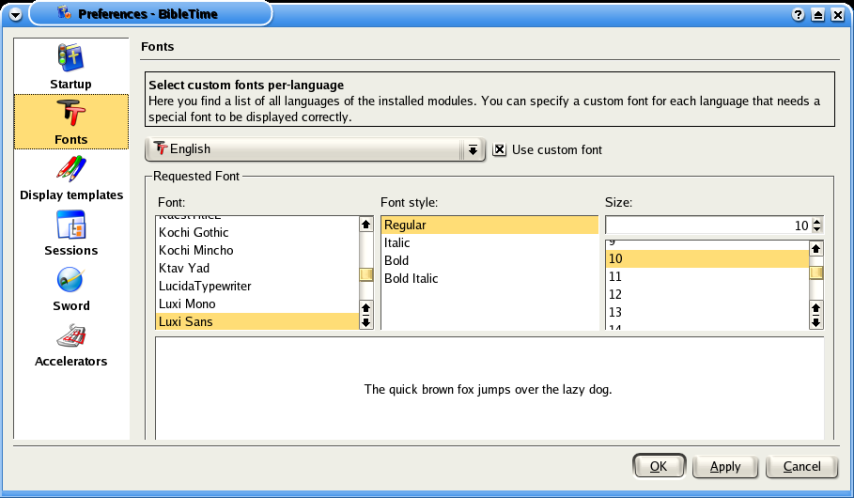 Preferences - BibleTime
Startup
Fonts
Display templates
Sessions
Sword
Accelerators
Fonts
Select custom fonts per-language
Here you find a list of all languages of the installed modules. You can specify a custom font for each language that needs a
special font to be displayed correctly.
English
Use custom font
Requested Font
Font:
Kochi Gothic
Kochi Mincho
Ktav Yad
LucidaTypewriter
Luxi Mono
Luxi Sans
Font style:
Regular
Italic
Bold
Bold Italic
Size:
10
9
10
11
12
13
14
The quick brown fox jumps over the lazy dog.
OK
Apply
Cancel